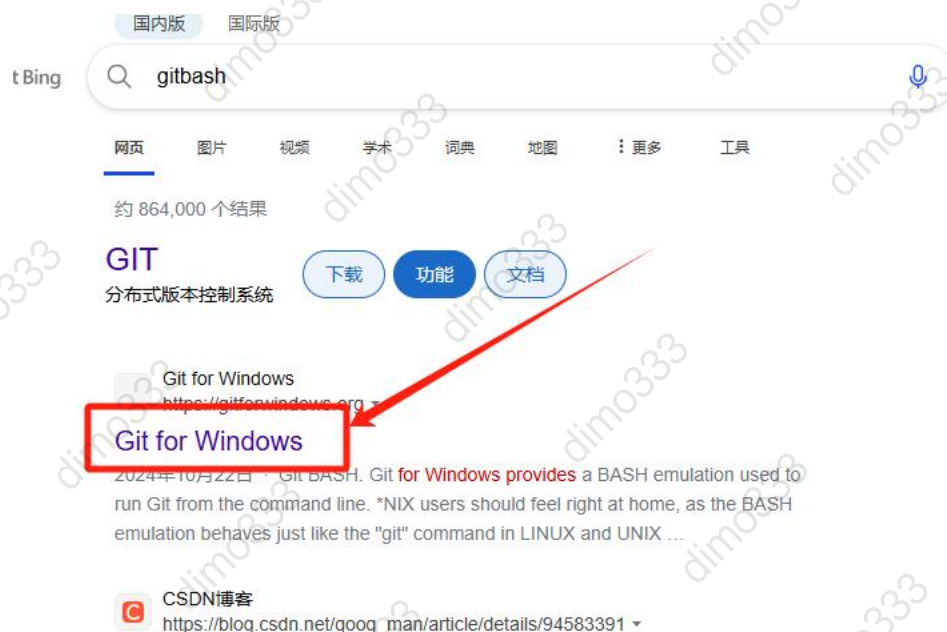 国内版 国际版
t Bing gitbash
网页 图片 视频 学术 词典 地图 更多 工具
约 864,000 个结果
GIT
下载 功能 文档
分布式版本控制系统
Git for Windows
https://gitforwindows.org
Git for Windows
2024年10月22日 · Git BASH. Git for Windows provides a BASH emulation used to
run Git from the command line. *NIX users should feel right at home, as the BASH
emulation behaves just like the "git" command in LINUX and UNIX ...
CSDN博客
https://blog.csdn.net/qooq_man/article/details/94583391
dimo333